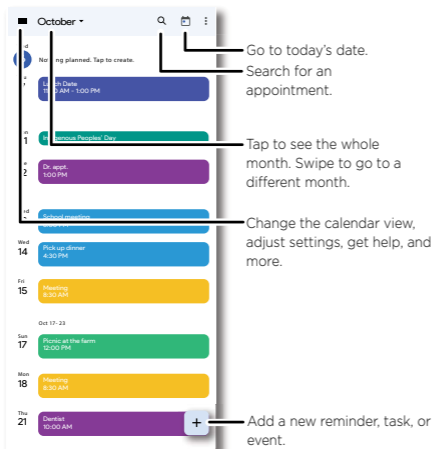 October
Nothing planned. Tap to create.
Lunch Date
AM - 1:00 PM
Indigenous Peoples' Day
Dr. appt.
1:00 PM
School meeting
Wed
14
Pick up dinner
4:30 PM
Fri
15
Meeting
8:30 AM
Oct 17- 23
Sun
17
Picnic at the farm
12:00 PM
Mon
18
Meeting
8:30 AM
Thu
21
Dentist
10:00 AM
+
Go to today's date.
Search for an
appointment.
Tap to see the whole
month. Swipe to go to a
different month.
Change the calendar view,
adjust settings, get help, and
more.
Add a new reminder, task, or
event.